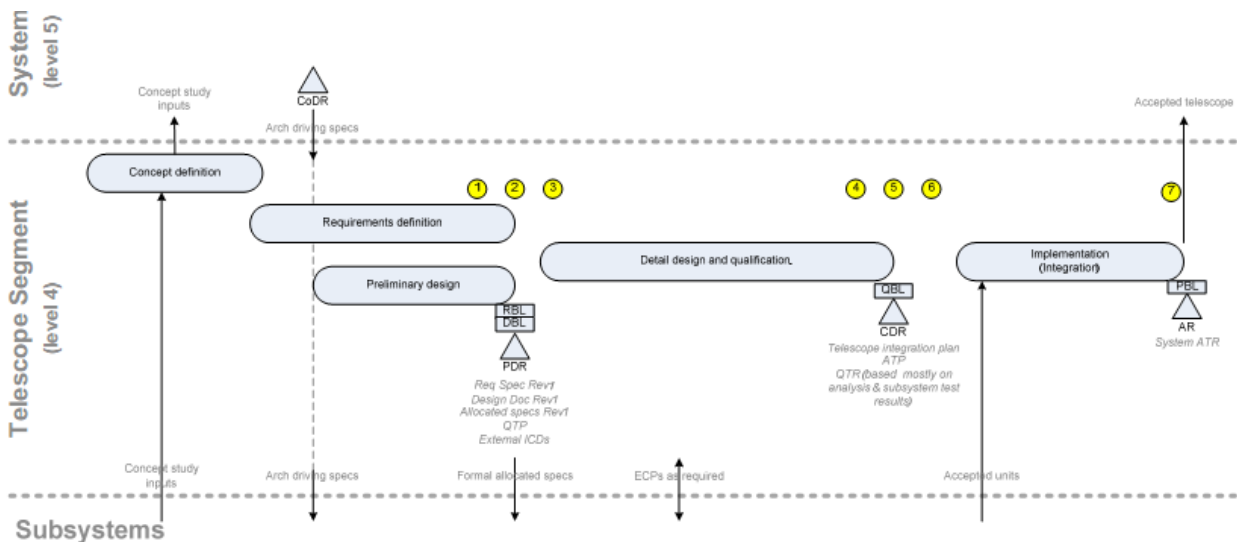 System
(level 5)
Concept study
inputs
CoDR
Arch driving specs
Accepted telescope
Telescope Segment
(level 4)
Concept definition
1
2
3
4
5
6
7
Requirements definition
Detail design and qualification.
Implementation
(Integration)
Preliminary design
RBL
DBL
PDR
Req Spec Rev1
Design Doc Rev1
Allocated specs Rev1
QTP
External ICDs
QBL
CDR
Telescope integration plan
ATP
QTR (based mostly on
analysis & subsystem test
results)
PBL
AR
System ATR
Concept study
inputs
Arch driving specs
Formal allocated specs
ECPs as required
Accepted units
Subsystems